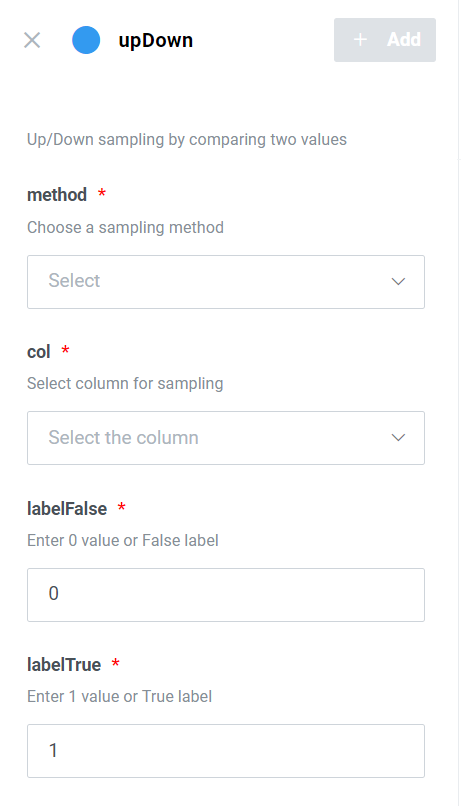 upDown
+ Add
Up/Down sampling by comparing two values
method *
Choose a sampling method
Select
col *
Select column for sampling
Select the column
labelFalse *
Enter 0 value or False label
0
labelTrue *
Enter 1 value or True label
1